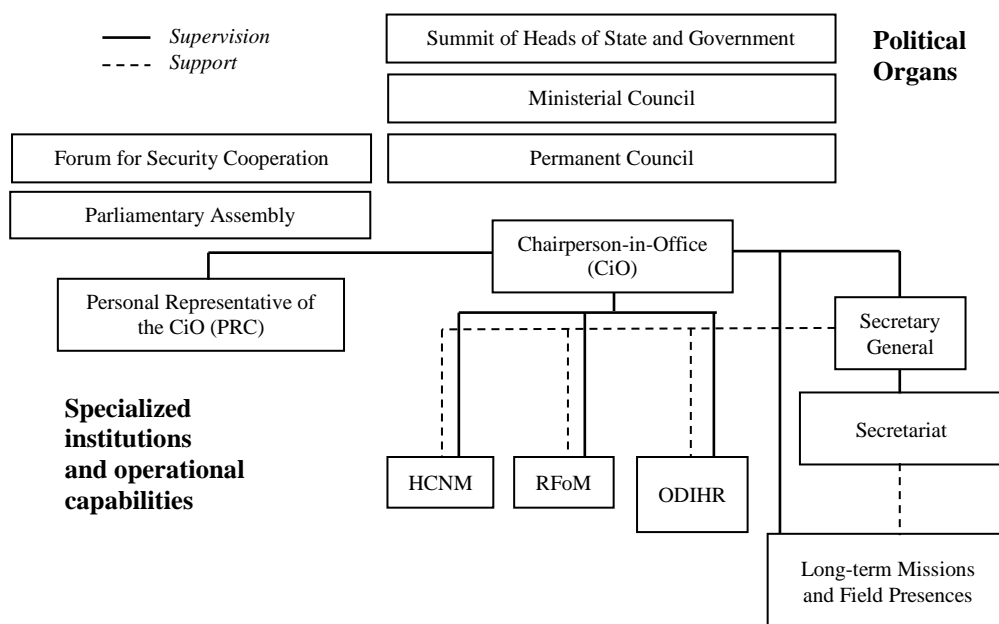 Supervision
Support
Summit of Heads of State and Government
Political
Organs
Ministerial Council
Forum for Security Cooperation
Permanent Council
Parliamentary Assembly
Chairperson-in-Office
(CiO)
Personal Representative of
the CiO (PRC)
Secretary
General
Specialized
institutions
and operational
capabilities
Secretariat
HCNM
RFoM
ODIHR
Long-term Missions
and Field Presences